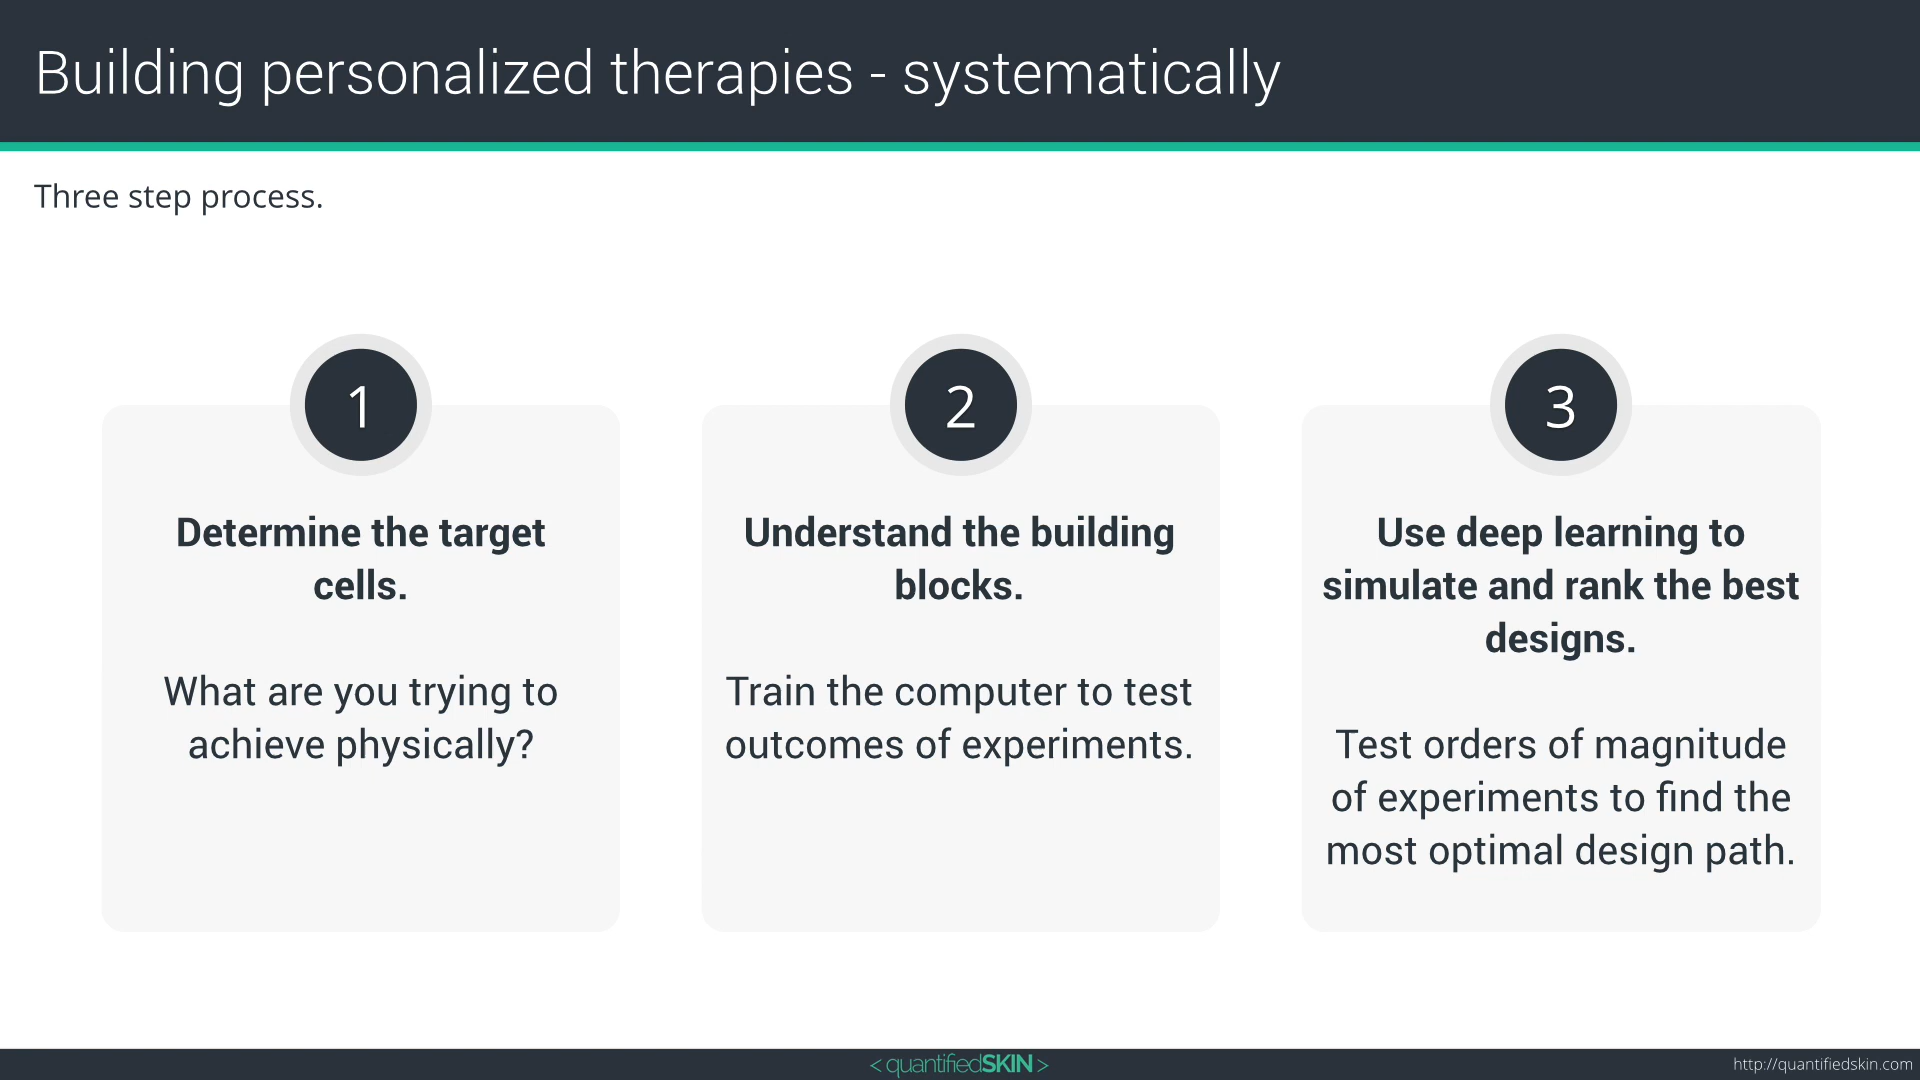 Building personalized therapies - systematically
Three step process.
1
Determine the target
cells.
What are you trying to
achieve physically?
2
Understand the building
blocks.
Train the computer to test
outcomes of experiments.
3
Use deep learning to
simulate and rank the best
designs.
Test orders of magnitude
of experiments to find the
most optimal design path.
< quantifiedSKIN >
http://quantifiedskin.com